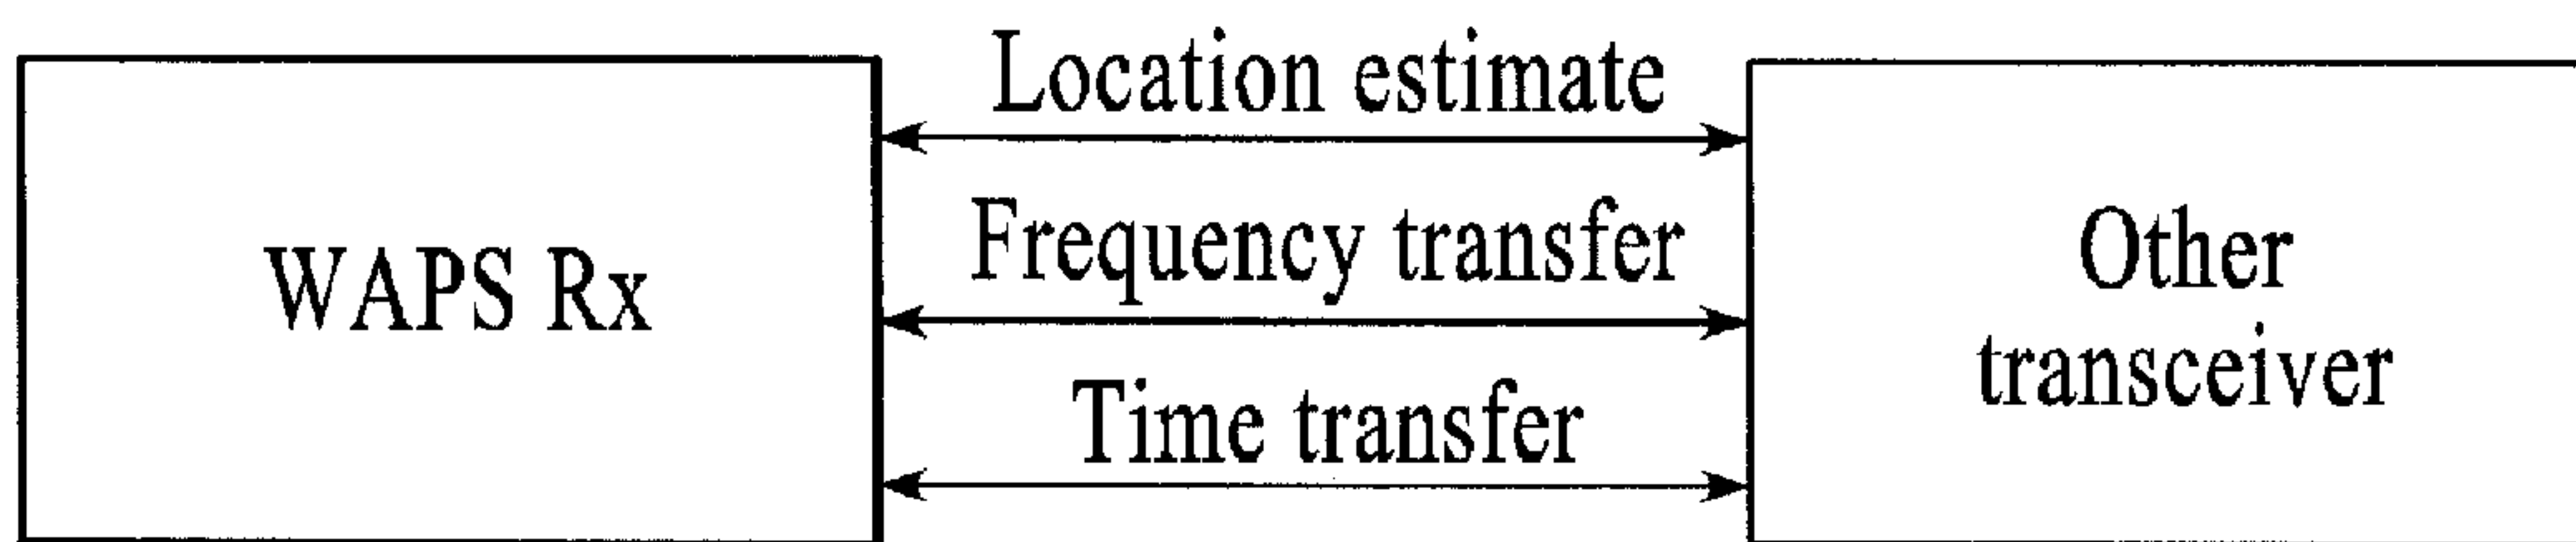 WAPS Rx
Location estimate
Frequency transfer
Time transfer
Other
transceiver